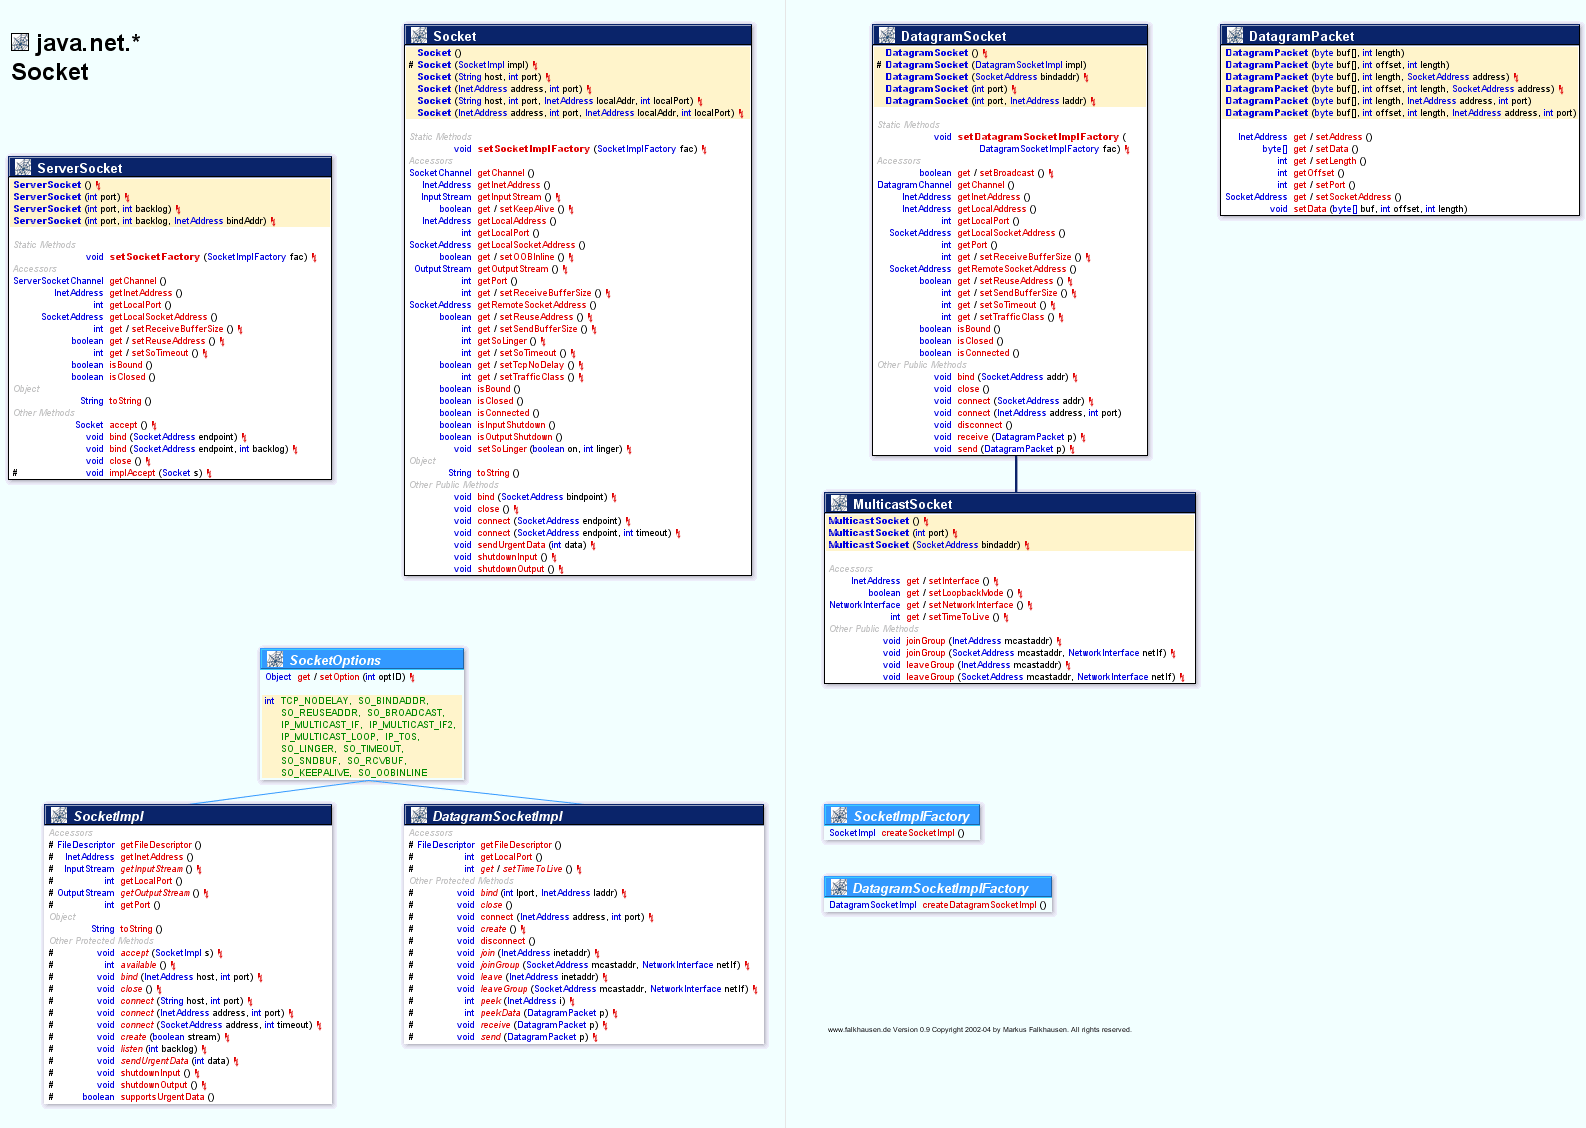 java.net.*
Socket
ServerSocket
ServerSocket ()
ServerSocket (int port)
ServerSocket (int port, int backlog)
ServerSocket (int port, int backlog, InetAddress bindAddr)
Static Methods
void setSocketFactory (SocketImplFactory fac)
Accessors
ServerSocketChannel getChannel ()
InetAddress getInetAddress ()
int getLocalPort ()
SocketAddress getLocalSocketAddress ()
int get / setReceiveBufferSize ()
boolean get / setReuseAddress ()
int get / setSoTimeout ()
boolean isBound ()
boolean isClosed ()
Object
String toString ()
Other Methods
Socket accept ()
void bind (SocketAddress endpoint)
void bind (SocketAddress endpoint, int backlog)
void close ()
# void implAccept (Socket s)
Socket
Socket ()
# Socket (SocketImpl impl)
Socket (String host, int port)
Socket (InetAddress address, int port)
Socket (String host, int port, InetAddress localAddr, int localPort)
Socket (InetAddress address, int port, InetAddress localAddr, int localPort)
Static Methods
void setSocketImplFactory (SocketImplFactory fac)
Accessors
SocketChannel getChannel ()
InetAddress getInetAddress ()
InputStream getInputStream ()
boolean get / setKeepAlive ()
InetAddress getLocalAddress ()
int getLocalPort ()
SocketAddress getLocalSocketAddress ()
boolean get / setOOBInline ()
OutputStream getOutputStream ()
int getPort ()
int get / setReceiveBufferSize ()
SocketAddress getRemoteSocketAddress ()
boolean get / setReuseAddress ()
int get / setSendBufferSize ()
int getSoLinger ()
int get / setSoTimeout ()
boolean get / setTcpNoDelay ()
int get / setTrafficClass ()
boolean isBound ()
boolean isClosed ()
boolean isConnected ()
boolean isInputShutdown ()
boolean isOutputShutdown ()
void setSoLinger (boolean on, int linger)
Object
String toString ()
Other Public Methods
void bind (SocketAddress bindpoint)
void close ()
void connect (SocketAddress endpoint)
void connect (SocketAddress endpoint, int timeout)
void sendUrgentData (int data)
void shutdownInput ()
void shutdownOutput ()
DatagramSocket
DatagramSocket ()
# DatagramSocket (DatagramSocketImpl impl)
DatagramSocket (SocketAddress bindaddr)
DatagramSocket (int port)
DatagramSocket (int port, InetAddress laddr)
Static Methods
void setDatagramSocketImplFactory (
DatagramSocketImplFactory fac)
Accessors
boolean get / setBroadcast ()
DatagramChannel getChannel ()
InetAddress getInetAddress ()
InetAddress getLocalAddress ()
int getLocalPort ()
SocketAddress getLocalSocketAddress ()
int getPort ()
int get / setReceiveBufferSize ()
SocketAddress getRemoteSocketAddress ()
boolean get / setReuseAddress ()
int get / setSendBufferSize ()
int get / setSoTimeout ()
int get / setTrafficClass ()
boolean isBound ()
boolean isClosed ()
boolean isConnected ()
Other Public Methods
void bind (SocketAddress addr)
void close ()
void connect (SocketAddress addr)
void connect (InetAddress address, int port)
void disconnect ()
void receive (DatagramPacket p)
void send (DatagramPacket p)
DatagramPacket
DatagramPacket (byte buf[], int length)
DatagramPacket (byte buf[], int offset, int length)
DatagramPacket (byte buf[], int length, SocketAddress address)
DatagramPacket (byte buf[], int offset, int length, SocketAddress address)
DatagramPacket (byte buf[], int length, InetAddress address, int port)
DatagramPacket (byte buf[], int offset, int length, InetAddress address, int port)
InetAddress get / setAddress ()
byte[] get / setData ()
int get / setLength ()
int getOffset ()
int get / setPort ()
SocketAddress get / setSocketAddress ()
void setData (byte[] buf, int offset, int length)
MulticastSocket
MulticastSocket ()
MulticastSocket (int port)
MulticastSocket (SocketAddress bindaddr)
Accessors
InetAddress get / setInterface ()
boolean get / setLoopbackMode ()
NetworkInterface get / setNetworkInterface ()
int get / setTimeToLive ()
Other Public Methods
void joinGroup (InetAddress mcastaddr)
void joinGroup (SocketAddress mcastaddr, NetworkInterface netIf)
void leaveGroup (InetAddress mcastaddr)
void leaveGroup (SocketAddress mcastaddr, NetworkInterface netIf)
SocketOptions
Object get / setOption (int optID)
int TCP_NODELAY, SO_BINDADDR,
SO_REUSEADDR, SO_BROADCAST,
IP_MULTICAST_IF, IP_MULTICAST_IF2,
IP_MULTICAST_LOOP, IP_TOS,
SO_LINGER, SO_TIMEOUT,
SO_SNDBUF, SO_RCVBUF,
SO_KEEPALIVE, SO_OOBINLINE
SocketImpl
Accessors
# FileDescriptor getFileDescriptor ()
# InetAddress getInetAddress ()
# InputStream getInputStream ()
# int getLocalPort ()
# OutputStream getOutputStream ()
# int getPort ()
Object
String toString ()
Other Protected Methods
# void accept (SocketImpl s)
# int available ()
# void bind (InetAddress host, int port)
# void close ()
# void connect (String host, int port)
# void connect (InetAddress address, int port)
# void connect (SocketAddress address, int timeout)
# void create (boolean stream)
# void listen (int backlog)
# void sendUrgentData (int data)
# void shutdownInput ()
# void shutdownOutput ()
# boolean supportsUrgentData ()
DatagramSocketImpl
Accessors
# FileDescriptor getFileDescriptor ()
# int getLocalPort ()
# int get / setTimeToLive ()
Other Protected Methods
# void bind (int lport, InetAddress laddr)
# void close ()
# void connect (InetAddress address, int port)
# void create ()
# void disconnect ()
# void join (InetAddress inetaddr)
# void joinGroup (SocketAddress mcastaddr, NetworkInterface netIf)
# void leave (InetAddress inetaddr)
# void leaveGroup (SocketAddress mcastaddr, NetworkInterface netIf)
# int peek (InetAddress i)
# int peekData (DatagramPacket p)
# void receive (DatagramPacket p)
# void send (DatagramPacket p)
SocketImplFactory
SocketImpl createSocketImpl ()
DatagramSocketImplFactory
DatagramSocketImpl createDatagramSocketImpl ()
www.falkhausen.de Version 0.9 Copyright 2002-04 by Markus Falkhausen. All rights reserved.